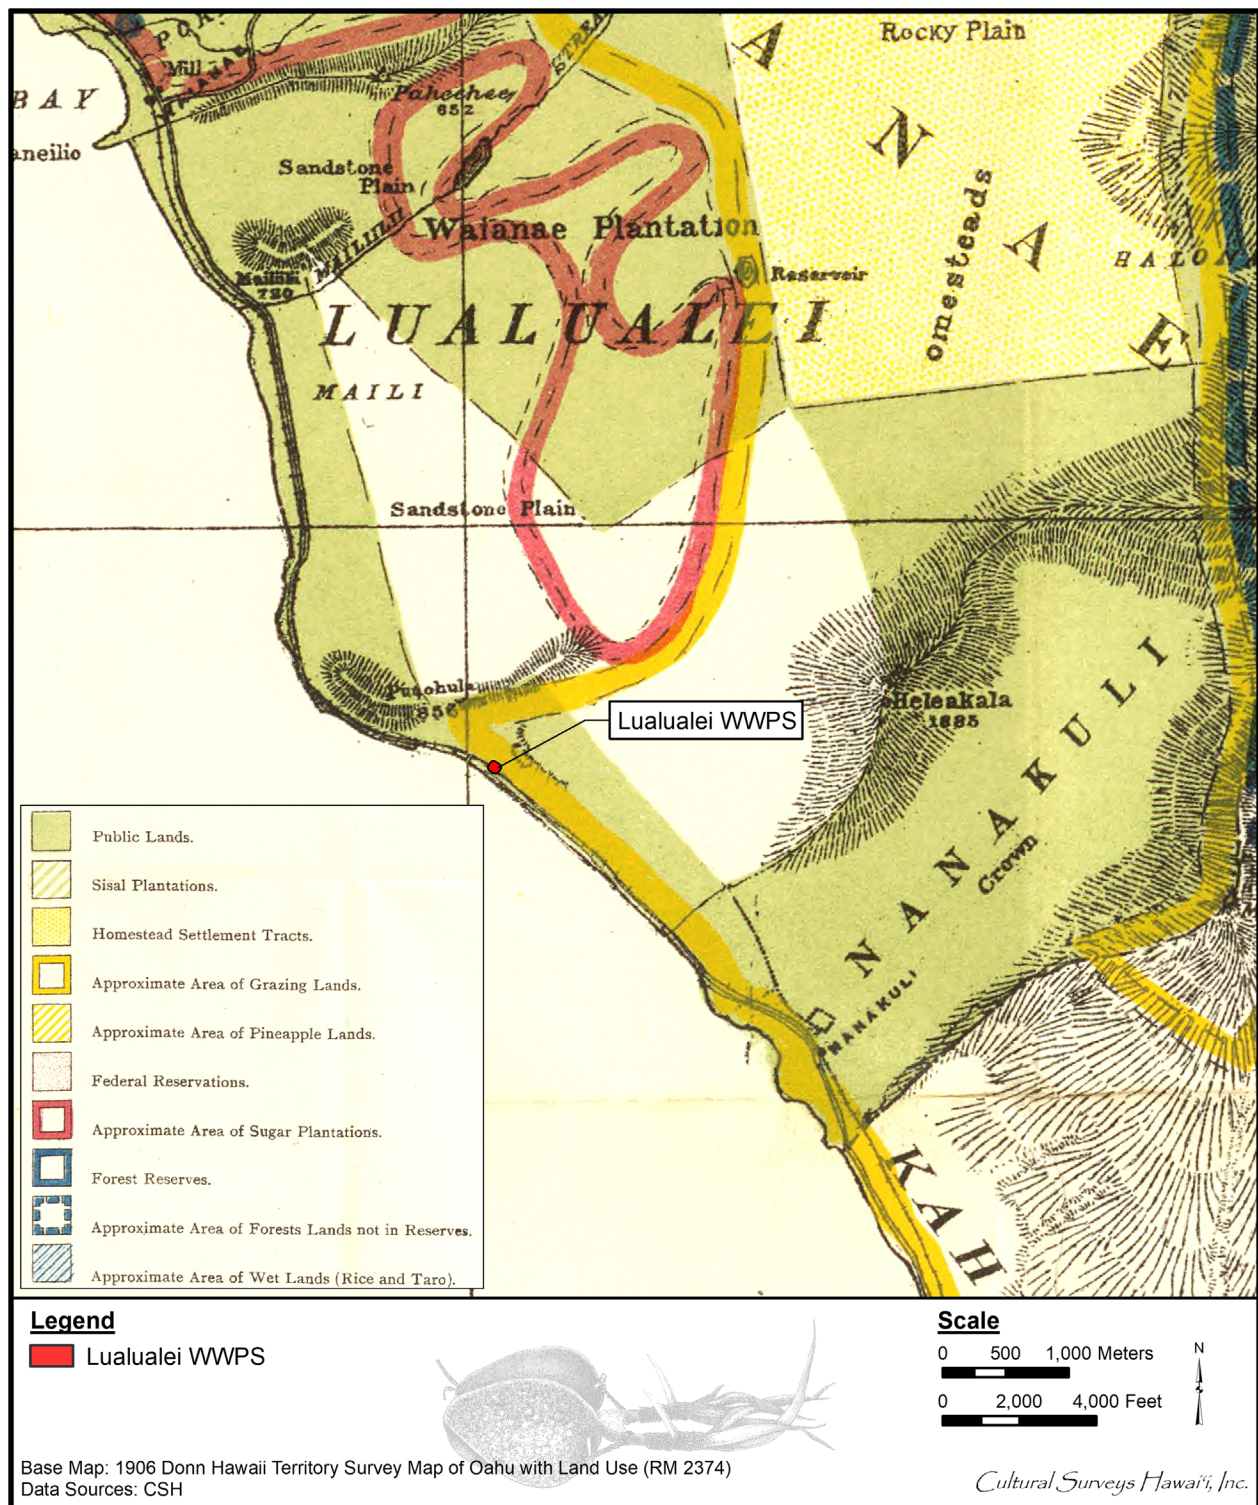 Rocky Plain
Mill
BAY
aneilio
STREA
Paheehee
652
Sandstone
Plain
MAILIILII
Mailiili
720
Waianae Plantation
Reservoir
omesteads
A
N
A
E
HALONA
LUALUALEI
MAILI
Sandstone Plain
Puuohulu
856
Lualualei WWPS
Heleakala
1885
NANAKULI
Crown
NANAKULI
KAH
Public Lands.
Sisal Plantations.
Homestead Settlement Tracts.
Approximate Area of Grazing Lands.
Approximate Area of Pineapple Lands.
Federal Reservations.
Approximate Area of Sugar Plantations.
Forest Reserves.
Approximate Area of Forests Lands not in Reserves.
Approximate Area of Wet Lands (Rice and Taro).
Legend
Lualualei WWPS
Scale
0 500 1,000 Meters
0 2,000 4,000 Feet
N
Base Map: 1906 Donn Hawaii Territory Survey Map of Oahu with Land Use (RM 2374)
Data Sources: CSH
Cultural Surveys Hawaiʻi, Inc.